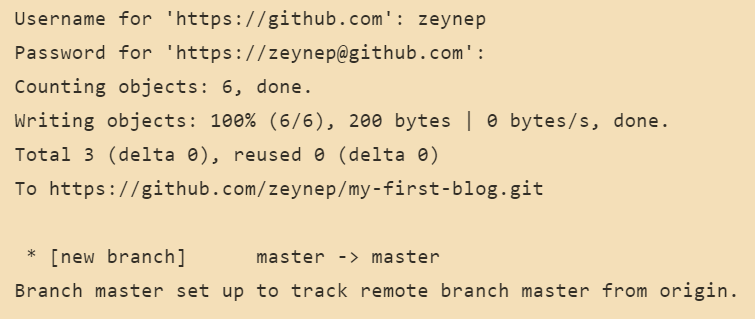 Username for 'https://github.com': zeynep
Password for 'https://zeynep@github.com':
Counting objects: 6, done.
Writing objects: 100% (6/6), 200 bytes | 0 bytes/s, done.
Total 3 (delta 0), reused 0 (delta 0)
To https://github.com/zeynep/my-first-blog.git
 * [new branch]      master -> master
Branch master set up to track remote branch master from origin.